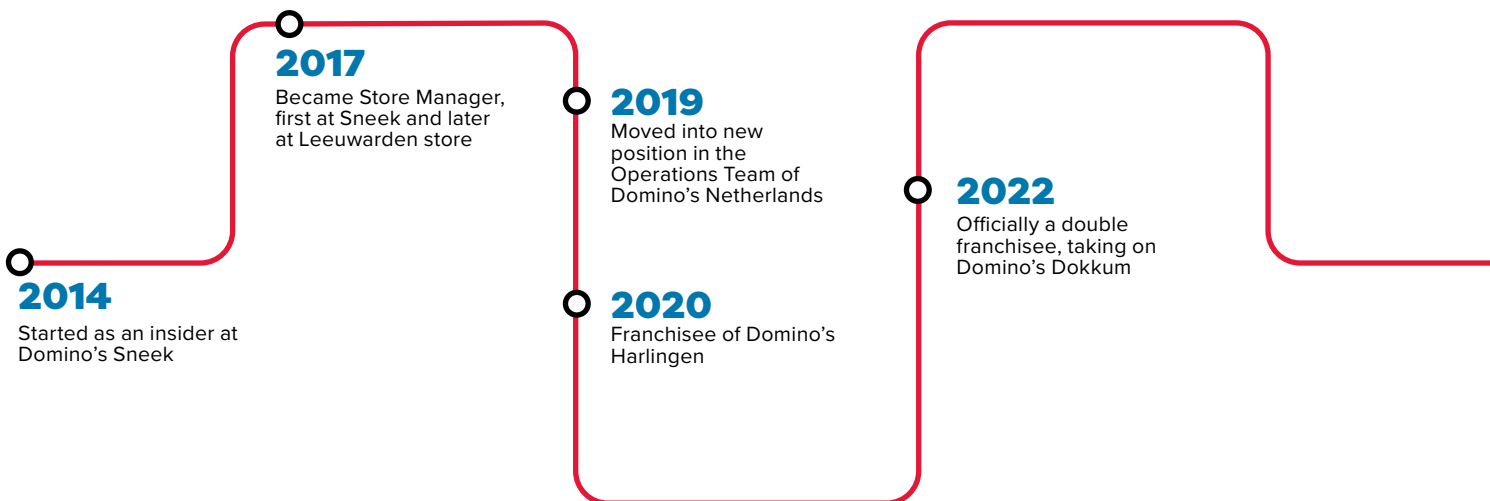 2014
Started as an insider at
Domino’s Sneek
2017
Became Store Manager,
first at Sneek and later
at Leeuwarden store
2019
Moved into new
position in the
Operations Team of
Domino’s Netherlands
2020
Franchisee of Domino’s
Harlingen
2022
Officially a double
franchisee, taking on
Domino’s Dokkum